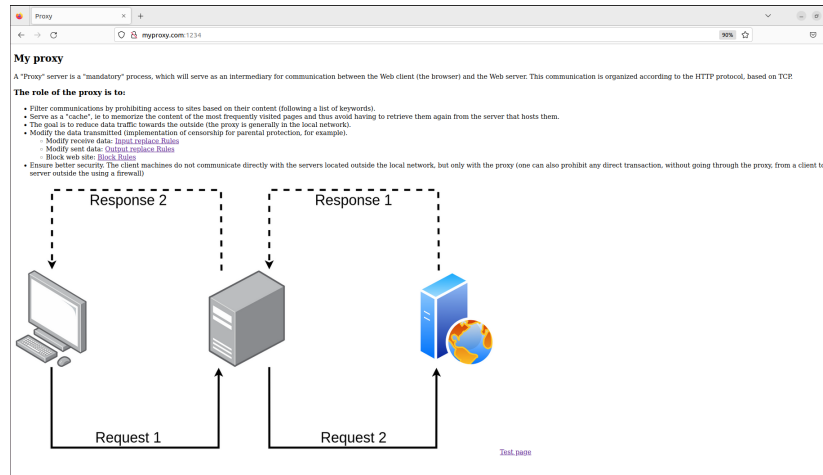 Proxy
myproxy.com:1234
90%
My proxy
A "Proxy" server is a "mandatory" process, which will serve as an intermediary for communication between the Web client (the browser) and the Web server. This communication is organized according to the HTTP protocol, based on TCP.
The role of the proxy is to:
Filter communications by prohibiting access to sites based on their content (following a list of keywords).
Serve as a "cache", ie to memorize the content of the most frequently visited pages and thus avoid having to retrieve them again from the server that hosts them.
The goal is to reduce data traffic towards the outside (the proxy is generally in the local network).
Modify the data transmitted (implementation of censorship for parental protection, for example).
Modify receive data: Input replace Rules
Modify sent data: Output replace Rules
Block web site: Block Rules
Ensure better security. The client machines do not communicate directly with the servers located outside the local network, but only with the proxy (one can also prohibit any direct transaction, without going through the proxy, from a client to
server outside the using a firewall)
Response 2
Response 1
Request 1
Request 2
Test page